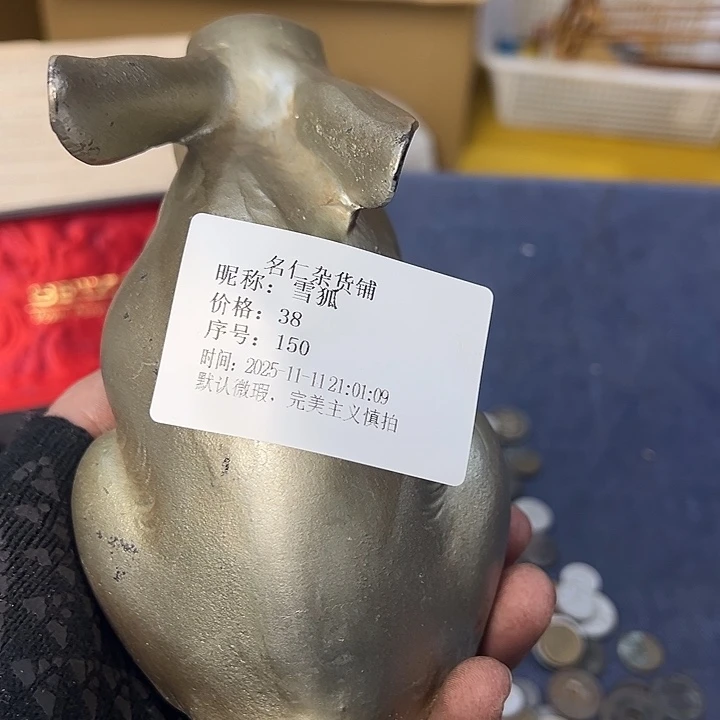 名仁杂货铺
昵称: 雪狐
价格: 38
序号: 150
时间: 2025-11-11 21:01:09
默认微瑕, 完美主义慎拍